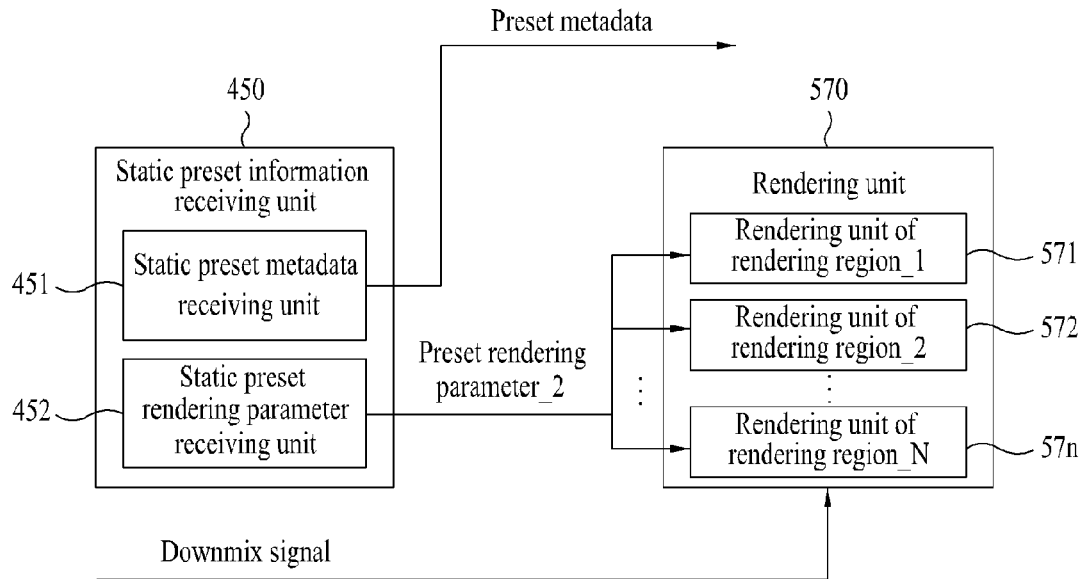 Preset metadata
450
570
Static preset information
receiving unit
Rendering unit
451
Static preset metadata
receiving unit
Rendering unit of
rendering region_1
571
Rendering unit of
rendering region_2
572
Preset rendering
parameter_2
452
Static preset
rendering parameter
receiving unit
Rendering unit of
rendering region_N
57n
Downmix signal